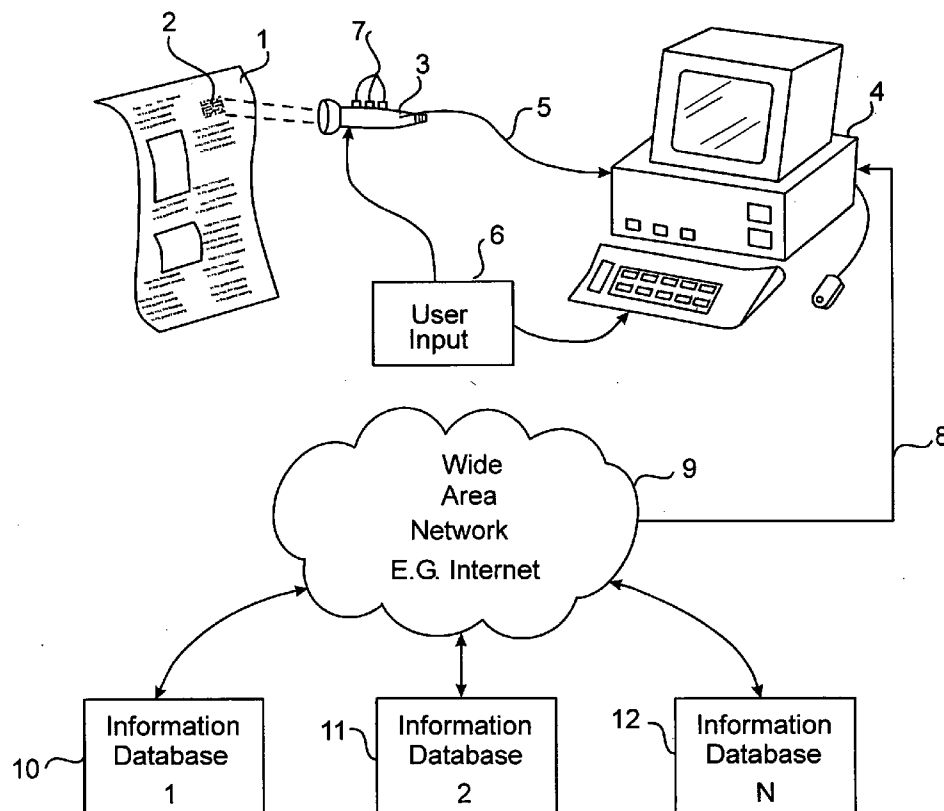 2
1
7
3
5
4
6
User
Input
8
Wide
Area
Network
E.G. Internet
9
10
Information
Database
1
11
Information
Database
2
12
Information
Database
N